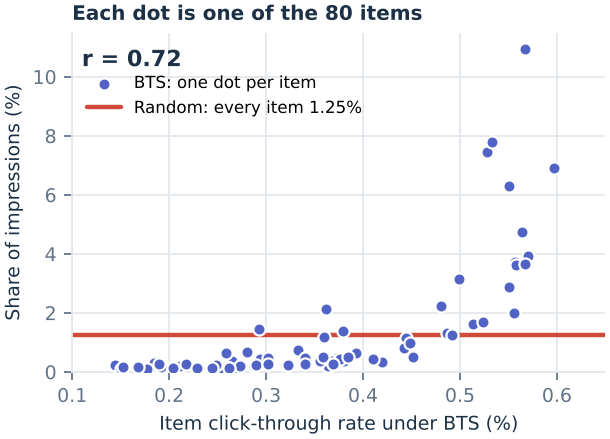 Each dot is one of the 80 items
r = 0.72
BTS: one dot per item
Random: every item 1.25%
Share of impressions (%)
10
8
6
4
2
0
0.1 0.2 0.3 0.4 0.5 0.6
Item click-through rate under BTS (%)